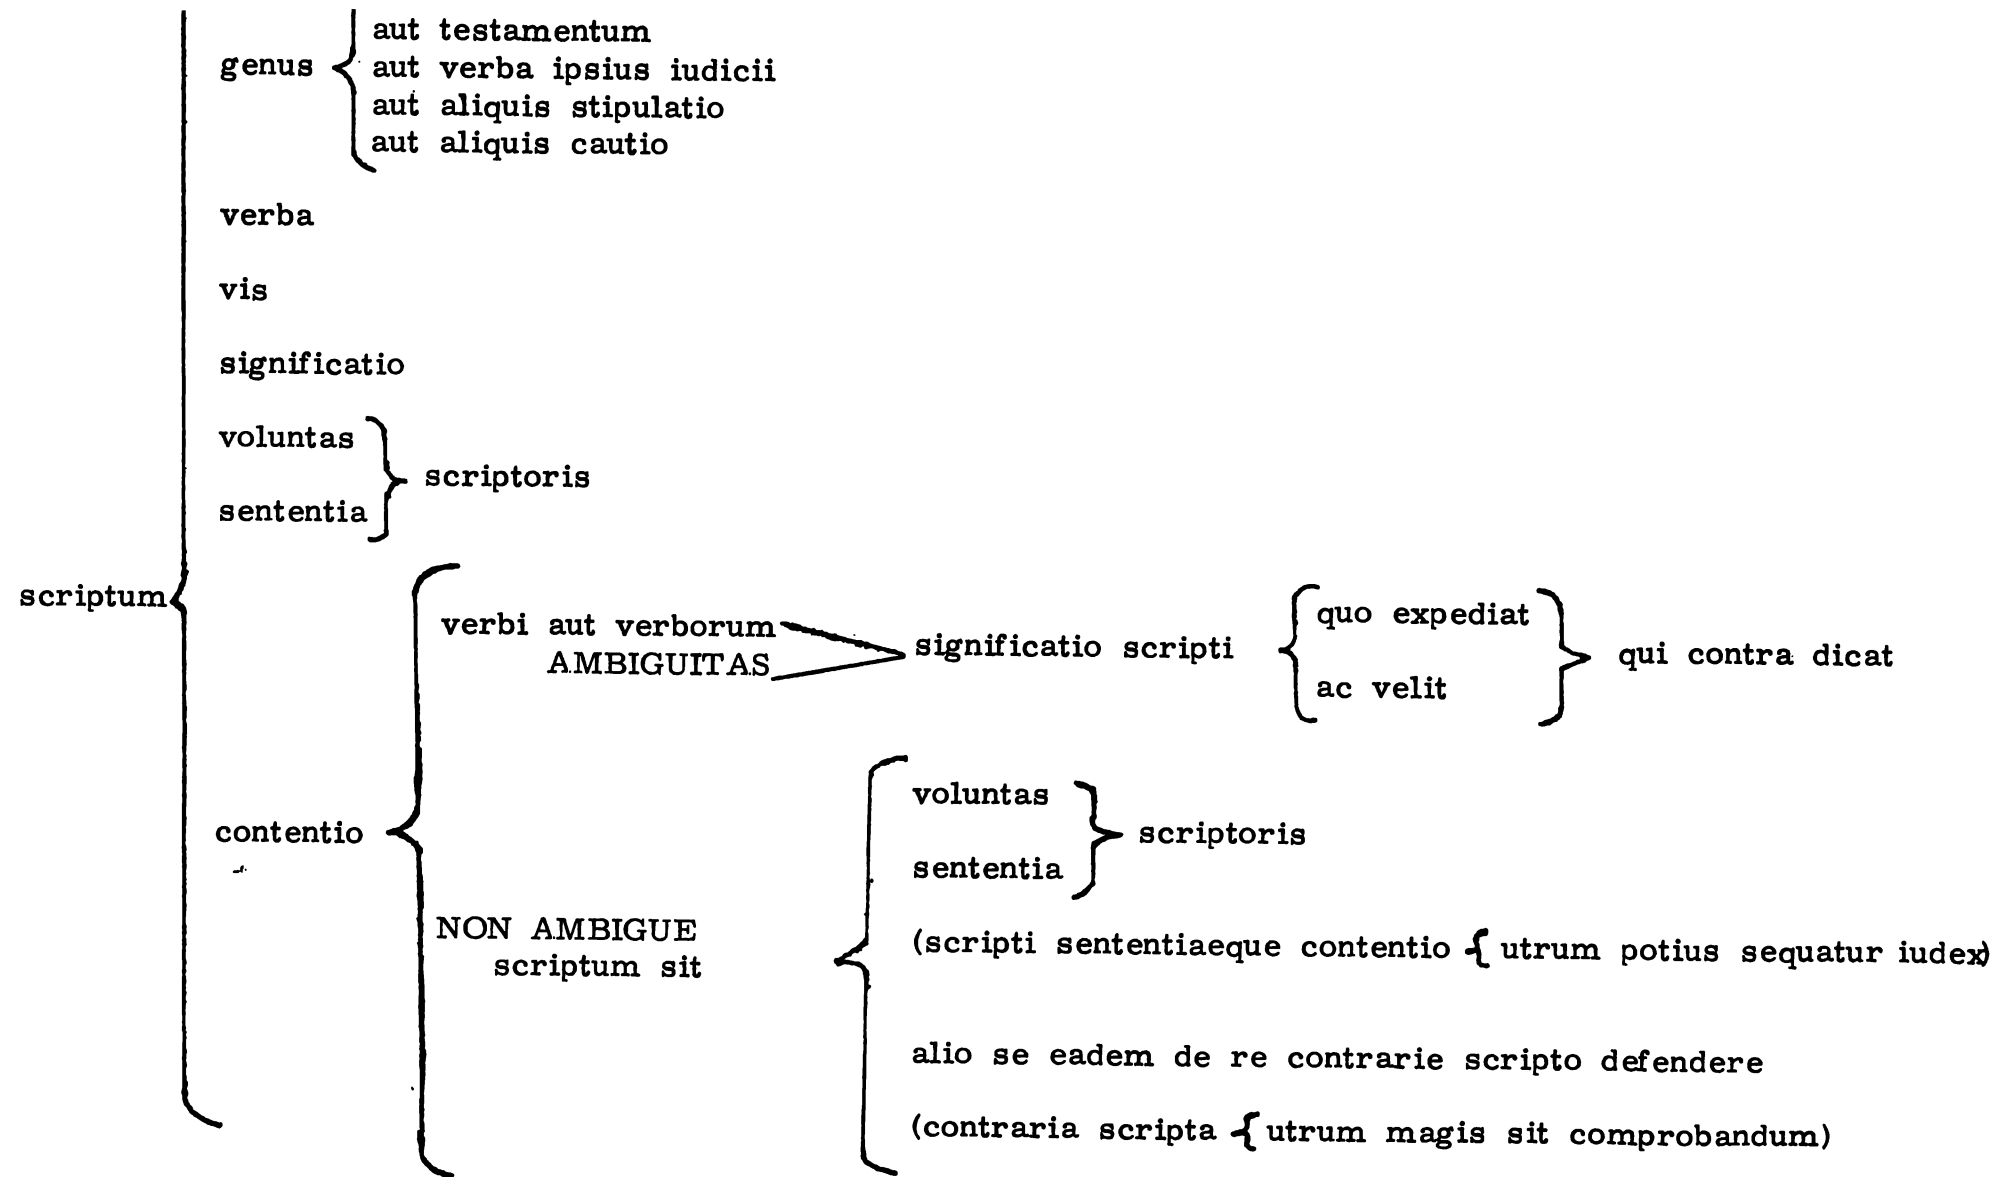 aut testamentum
genus
aut verba ipsius iudicii
aut aliquis stipulatio
aut aliquis cautio
verba
vis
significatio
voluntas
scriptoris
sententia
scriptum
verbi aut verborum
AMBIGUITAS
significatio scripti
quo expediat
ac velit
qui contra dicat
contentio
voluntas
scriptoris
sententia
NON AMBIGUE
scriptum sit
(scripti sententiaeque contentio { utrum potius sequatur iudex)
alio se eadem de re contrarie scripto defendere
(contraria scripta { utrum magis sit comprobandum)